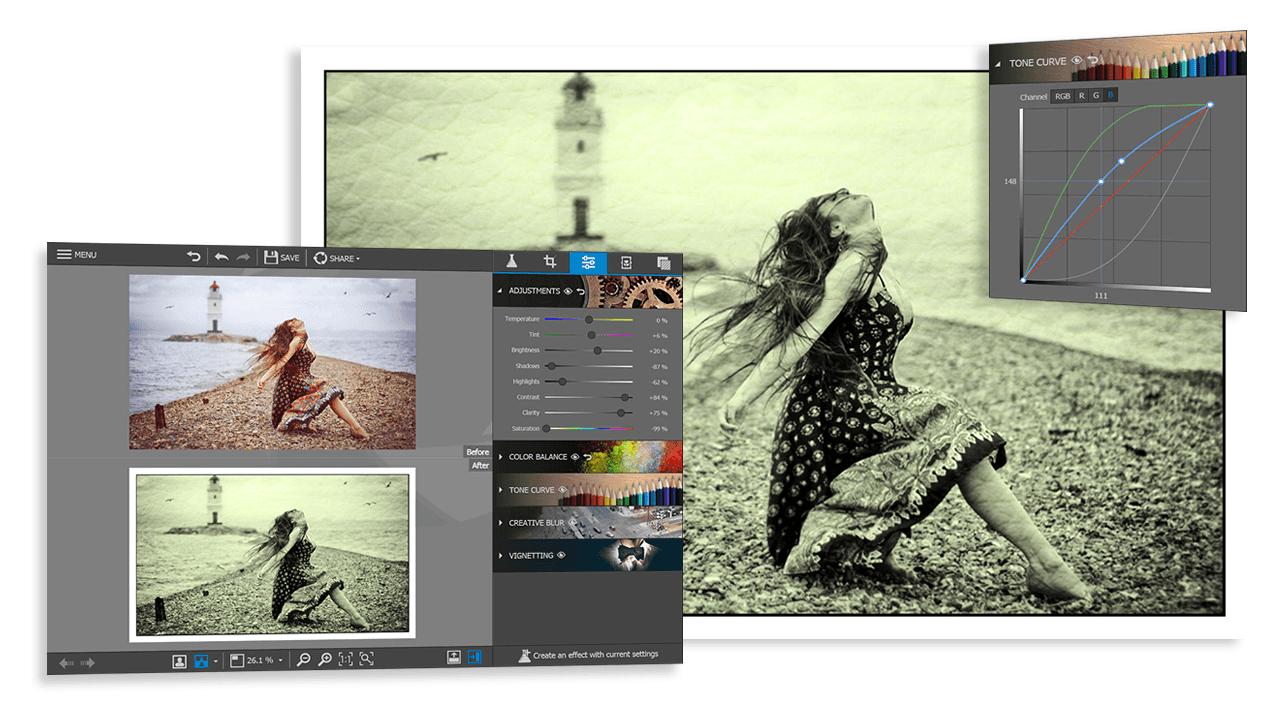 TONE CURVE
Channel RGB R G B
148
111
MENU
SAVE
SHARE
ADJUSTMENTS
Temperature 0 %
Tint +6 %
Brightness +20 %
Shadows -87 %
Highlights -62 %
Contrast +84 %
Clarity +75 %
Saturation -99 %
Before
After
COLOR BALANCE
TONE CURVE
CREATIVE BLUR
VIGNETTING
26.1 %
1:1
Create an effect with current settings